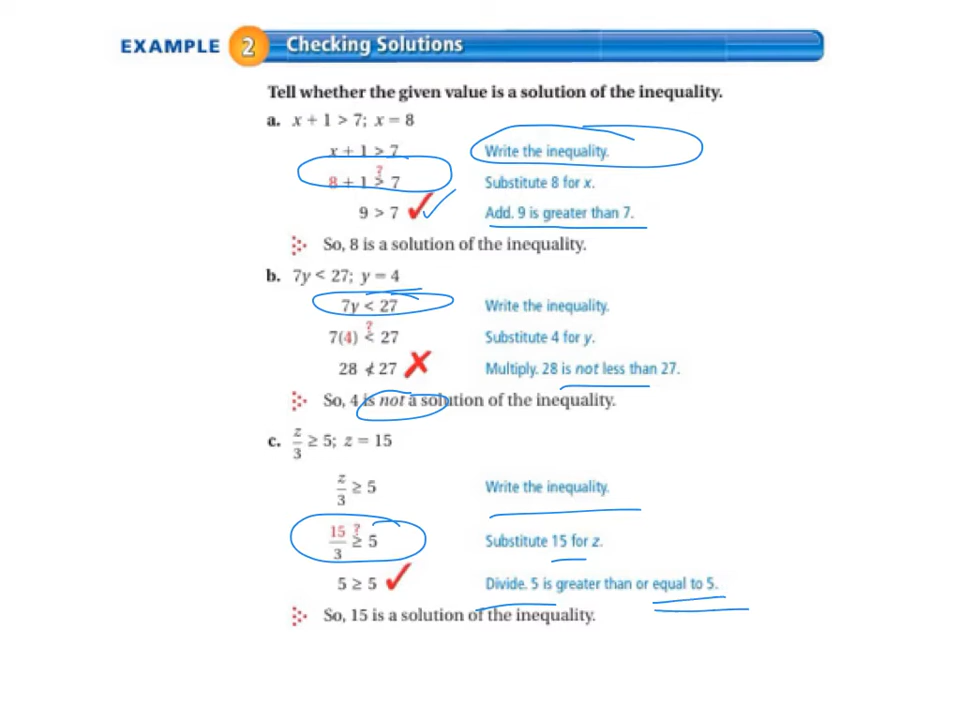 EXAMPLE 2 Checking Solutions
Tell whether the given value is a solution of the inequality.
a. x + 1 > 7; x = 8
x + 1 > 7 Write the inequality.
8 + 1 >? 7 Substitute 8 for x.
9 > 7 ✓ Add. 9 is greater than 7.
So, 8 is a solution of the inequality.
b. 7y < 27; y = 4
7y < 27 Write the inequality.
7(4) <? 27 Substitute 4 for y.
28 ≮ 27 ✗ Multiply. 28 is not less than 27.
So, 4 is not a solution of the inequality.
c. z/3 ≥ 5; z = 15
z/3 ≥ 5 Write the inequality.
15/3 ≥? 5 Substitute 15 for z.
5 ≥ 5 ✓ Divide. 5 is greater than or equal to 5.
So, 15 is a solution of the inequality.